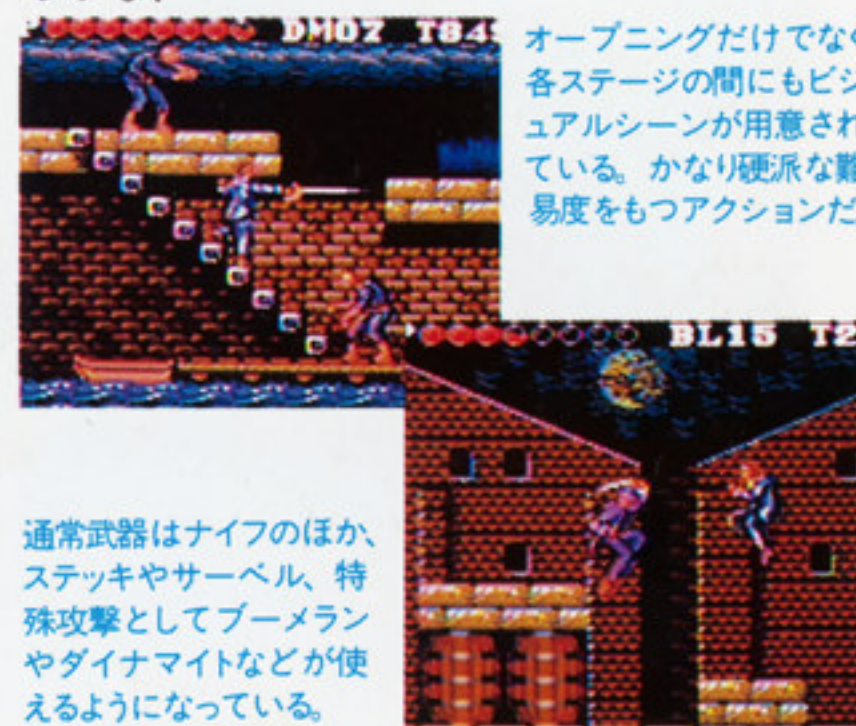 P DM07 T84
オープニングだけでなく
各ステージの間にもビジ
ュアルシーンが用意され
ている。かなり硬派な難
易度をもつアクションだ
P BL15 T2
通常武器はナイフのほか、
ステッキやサーベル、特
殊攻撃としてブーメラン
やダイナマイトなどが使
えるようになっている。